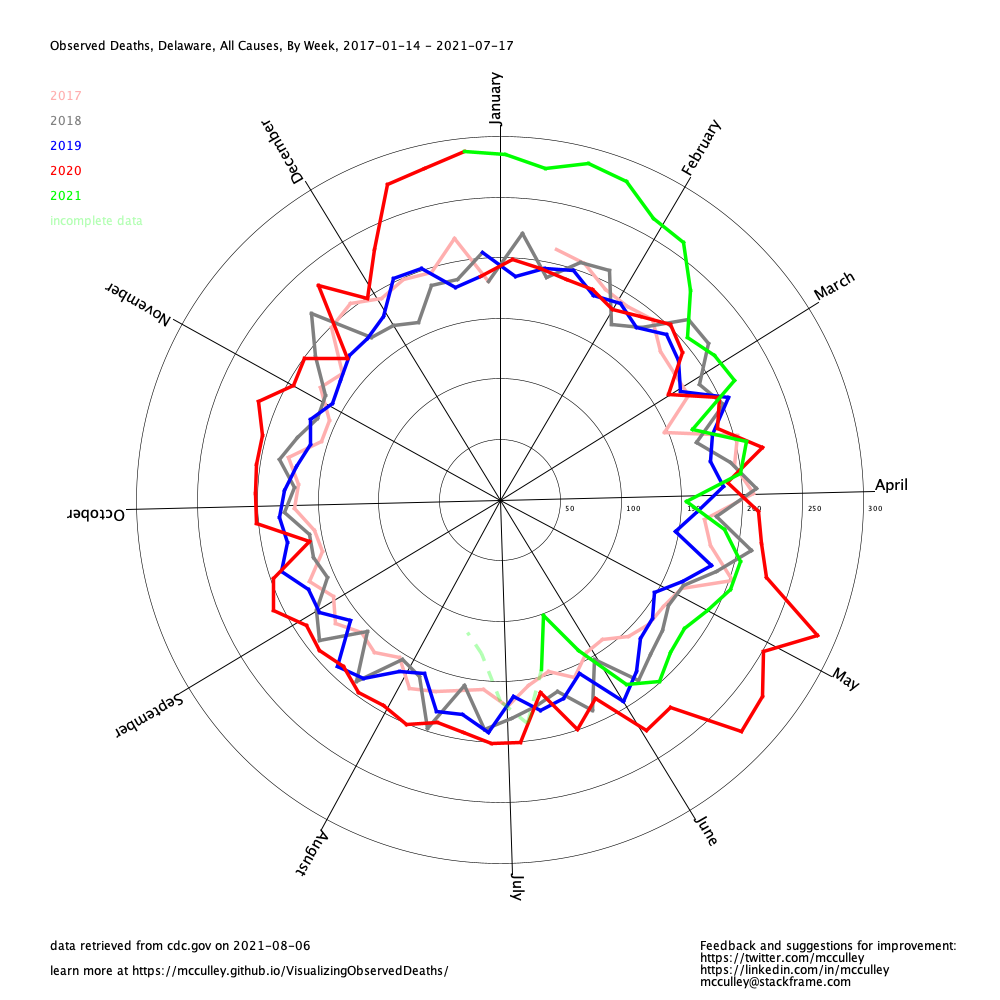 Observed Deaths, Delaware, All Causes, By Week, 2017-01-14 - 2021-07-17
2017
2018
2019
2020
2021
incomplete data
January
February
March
April
May
June
July
August
September
October
November
December
50
100
150
200
250
300
data retrieved from cdc.gov on 2021-08-06
learn more at https://mcculley.github.io/VisualizingObservedDeaths/
Feedback and suggestions for improvement:
https://twitter.com/mcculley
https://linkedin.com/in/mcculley
mcculley@stackframe.com